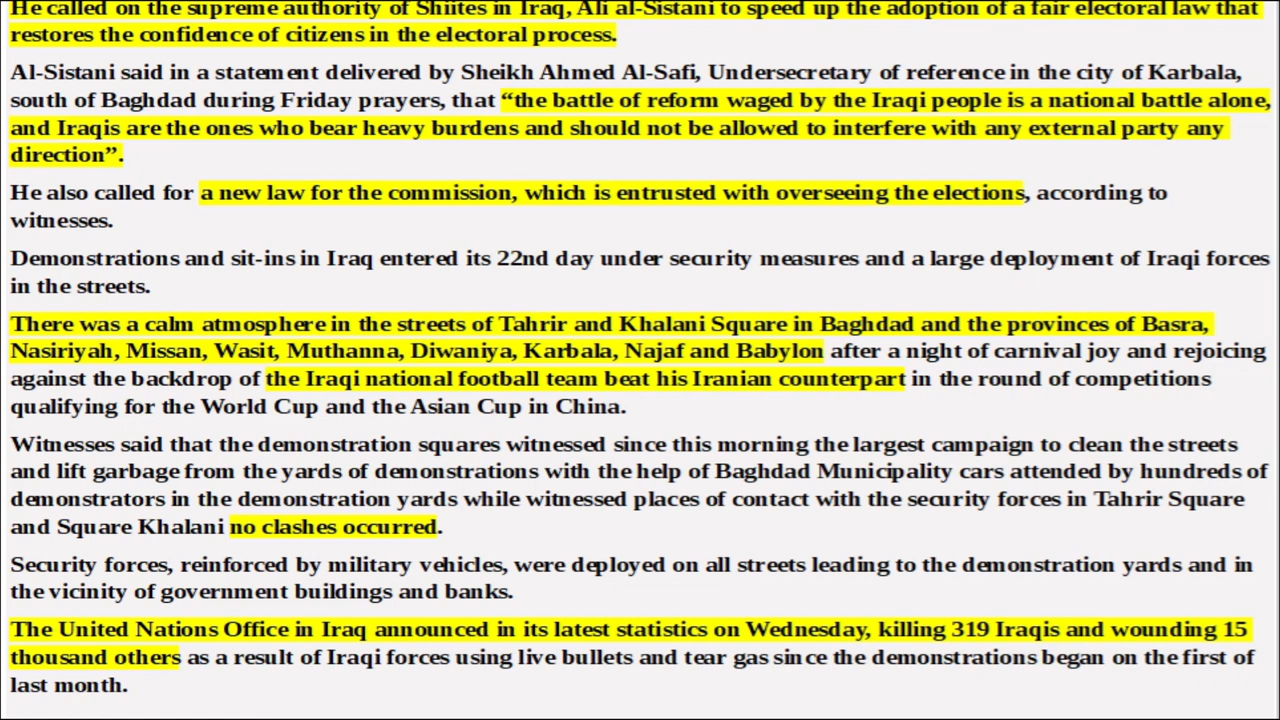 He called on the supreme authority of Shiites in Iraq, Ali al-Sistani to speed up the adoption of a fair electoral law that
restores the confidence of citizens in the electoral process.
Al-Sistani said in a statement delivered by Sheikh Ahmed Al-Safi, Undersecretary of reference in the city of Karbala,
south of Baghdad during Friday prayers, that “the battle of reform waged by the Iraqi people is a national battle alone,
and Iraqis are the ones who bear heavy burdens and should not be allowed to interfere with any external party any
direction”.
He also called for a new law for the commission, which is entrusted with overseeing the elections, according to
witnesses.
Demonstrations and sit-ins in Iraq entered its 22nd day under security measures and a large deployment of Iraqi forces
in the streets.
There was a calm atmosphere in the streets of Tahrir and Khalani Square in Baghdad and the provinces of Basra,
Nasiriyah, Missan, Wasit, Muthanna, Diwaniya, Karbala, Najaf and Babylon after a night of carnival joy and rejoicing
against the backdrop of the Iraqi national football team beat his Iranian counterpart in the round of competitions
qualifying for the World Cup and the Asian Cup in China.
Witnesses said that the demonstration squares witnessed since this morning the largest campaign to clean the streets
and lift garbage from the yards of demonstrations with the help of Baghdad Municipality cars attended by hundreds of
demonstrators in the demonstration yards while witnessed places of contact with the security forces in Tahrir Square
and Square Khalani no clashes occurred.
Security forces, reinforced by military vehicles, were deployed on all streets leading to the demonstration yards and in
the vicinity of government buildings and banks.
The United Nations Office in Iraq announced in its latest statistics on Wednesday, killing 319 Iraqis and wounding 15
thousand others as a result of Iraqi forces using live bullets and tear gas since the demonstrations began on the first of
last month.